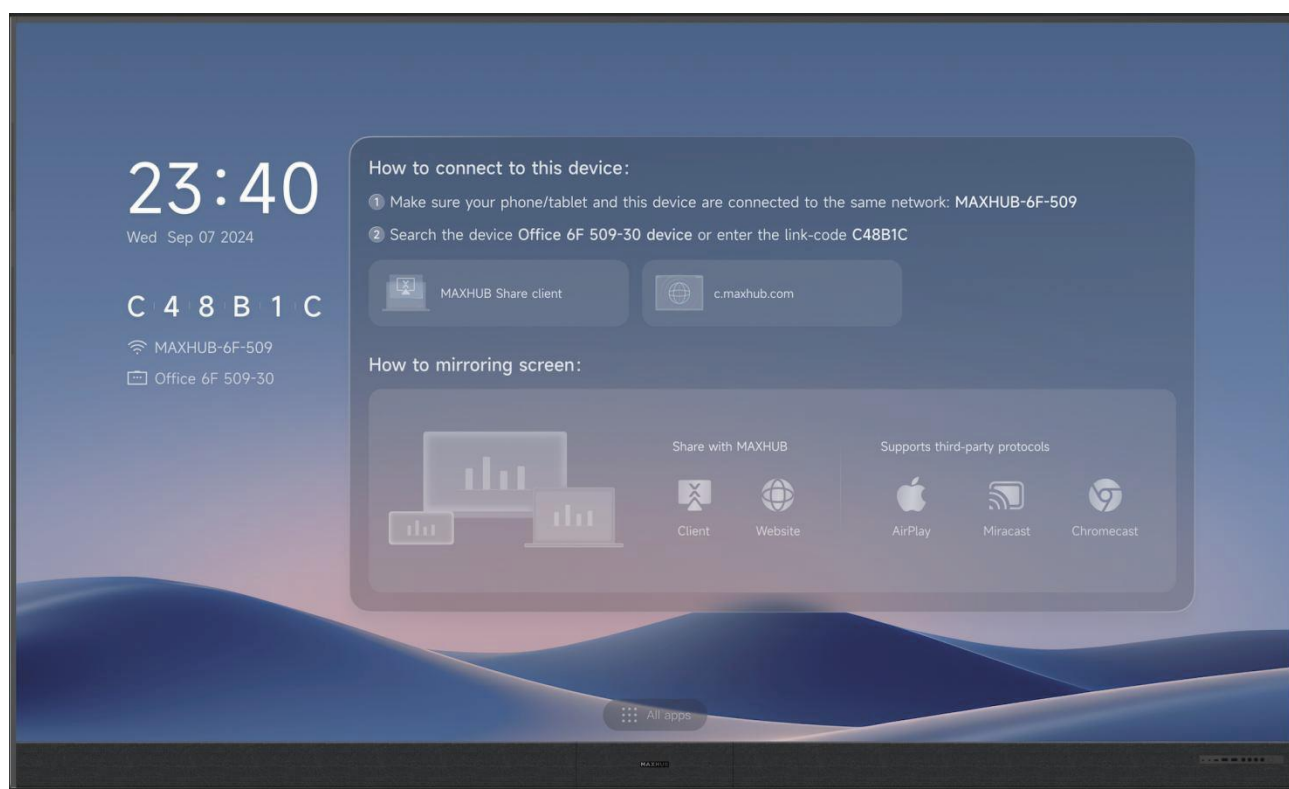 23:40
Wed Sep 07 2024
C 4 8 B 1 C
MAXHUB-6F-509
Office 6F 509-30
How to connect to this device:
1 Make sure your phone/tablet and this device are connected to the same network: MAXHUB-6F-509
2 Search the device Office 6F 509-30 device or enter the link-code C48B1C
MAXHUB Share client
c.maxhub.com
How to mirroring screen:
Share with MAXHUB
Client
Website
Supports third-party protocols
AirPlay
Miracast
Chromecast
All apps
MAXHUB